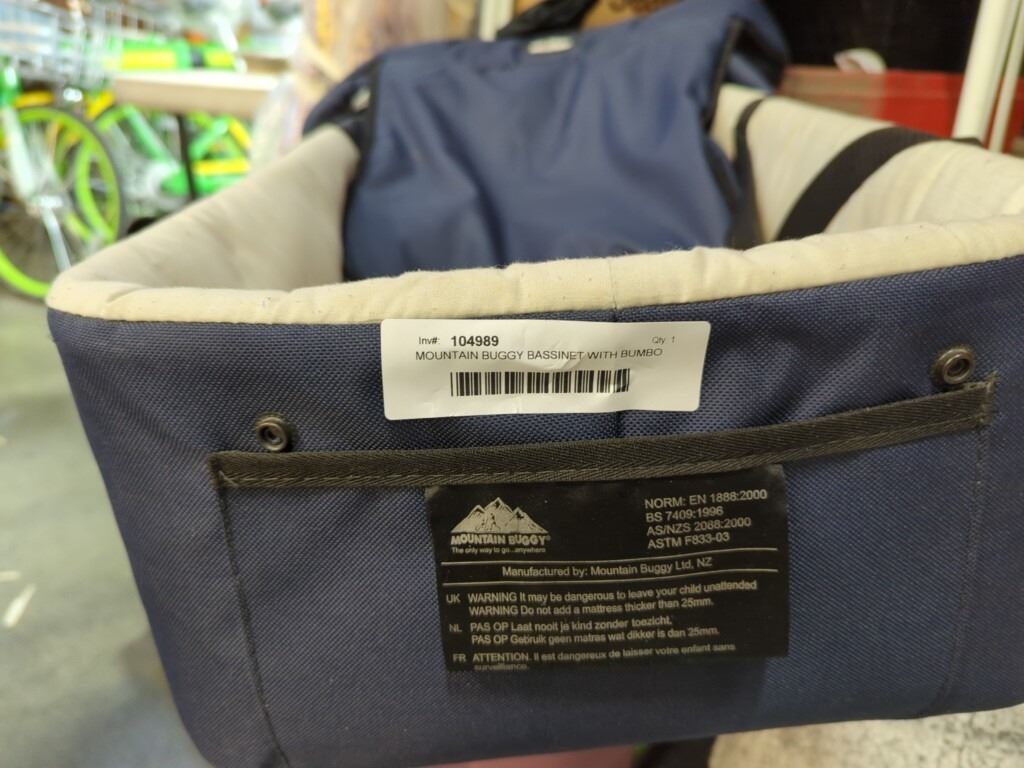 Inv#: 104989 Qty 1
MOUNTAIN BUGGY BASSINET WITH BUMBO
MOUNTAIN BUGGY®
The only way to go...anywhere
NORM: EN 1888:2000
BS 7409:1996
AS/NZS 2088:2000
ASTM F833-03
Manufactured by: Mountain Buggy Ltd, NZ
UK WARNING It may be dangerous to leave your child unattended
WARNING Do not add a mattress thicker than 25mm.
NL PAS OP Laat nooit je kind zonder toezicht.
PAS OP Gebruik geen matras wat dikker is dan 25mm.
FR ATTENTION. Il est dangereux de laisser votre enfant sans
surveillance.